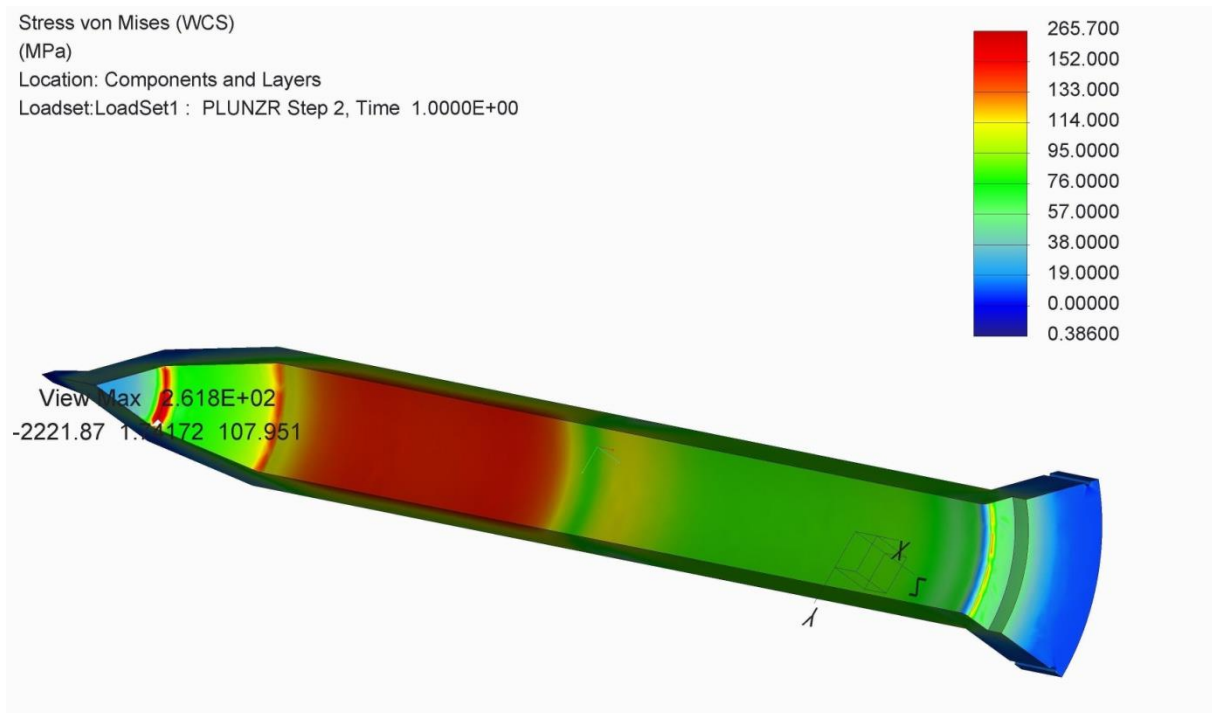 Stress von Mises (WCS)
(MPa)
Location: Components and Layers
Loadset:LoadSet1 : PLUNZR Step 2, Time 1.0000E+00
265.700
152.000
133.000
114.000
95.0000
76.0000
57.0000
38.0000
19.0000
0.00000
0.38600
View Max 2.618E+02
-2221.87 107.951
X
Y